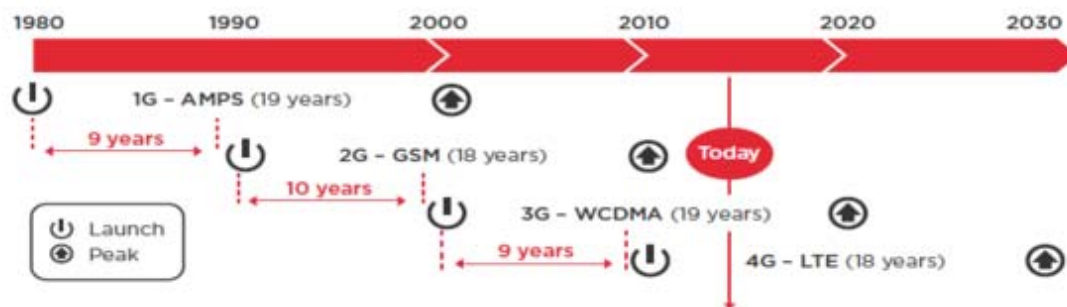 1980 1990 2000 2010 2020 2030
1G – AMPS (19 years)
9 years
2G – GSM (18 years)
Today
10 years
3G – WCDMA (19 years)
Launch
Peak
9 years
4G – LTE (18 years)